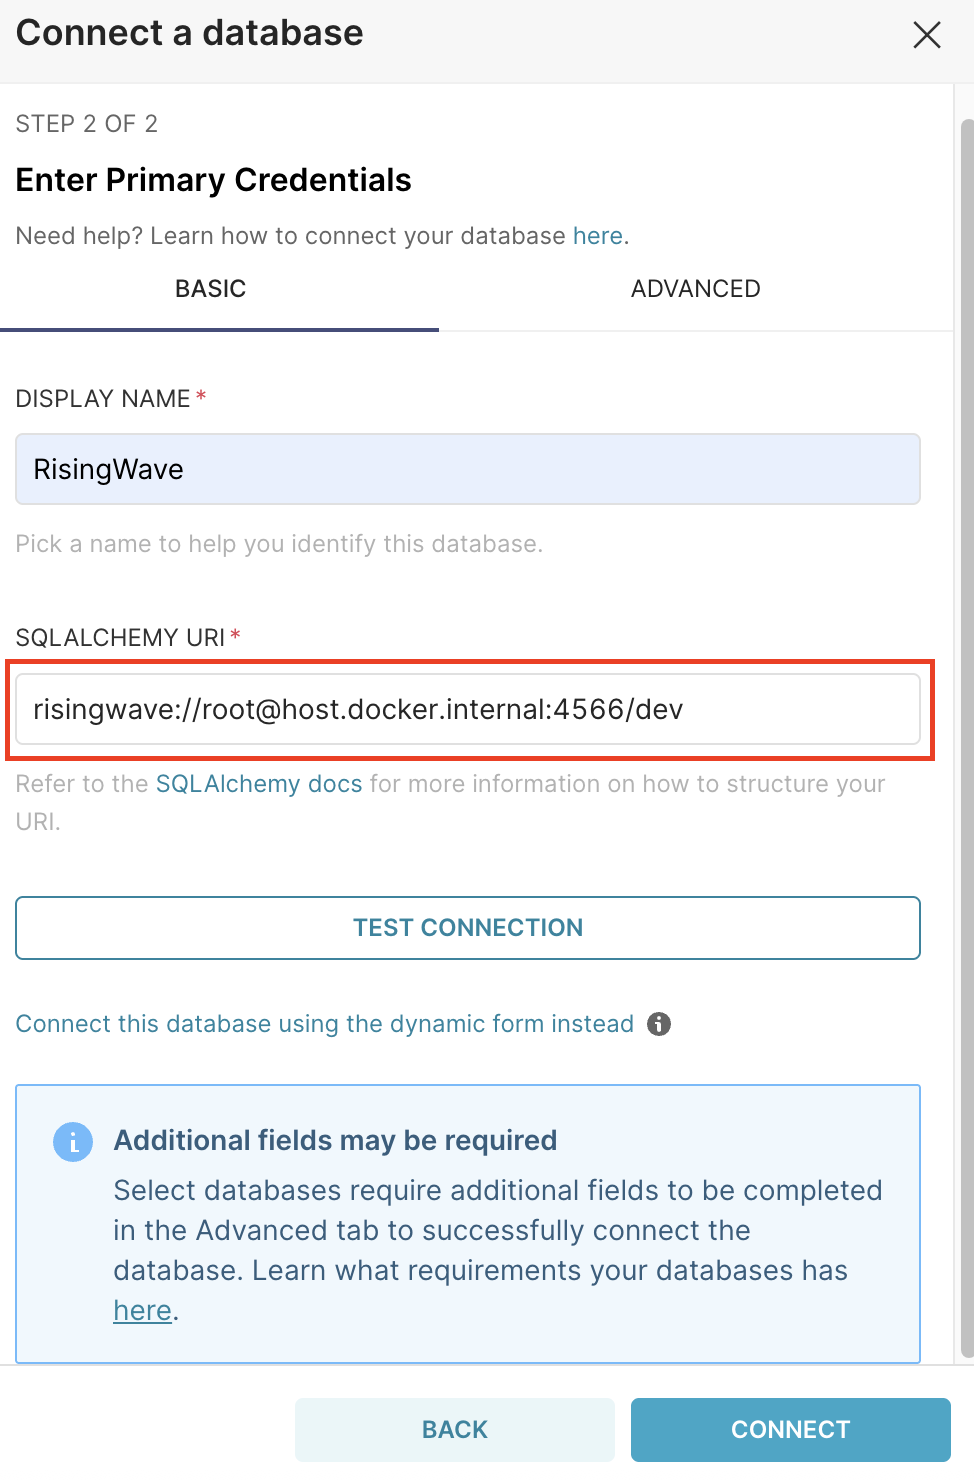 Connect a database
STEP 2 OF 2
Enter Primary Credentials
Need help? Learn how to connect your database here.
BASIC
ADVANCED
DISPLAY NAME *
RisingWave
Pick a name to help you identify this database.
SQLALCHEMY URI *
risingwave://root@host.docker.internal:4566/dev
Refer to the SQLAlchemy docs for more information on how to structure your
URI.
TEST CONNECTION
Connect this database using the dynamic form instead
Additional fields may be required
Select databases require additional fields to be completed
in the Advanced tab to successfully connect the
database. Learn what requirements your databases has
here.
BACK
CONNECT